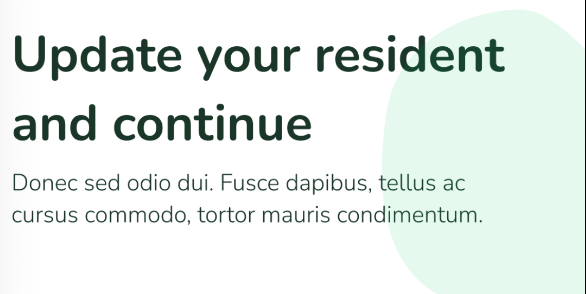 Update your resident
and continue
Donec sed odio dui. Fusce dapibus, tellus ac
cursus commodo, tortor mauris condimentum.